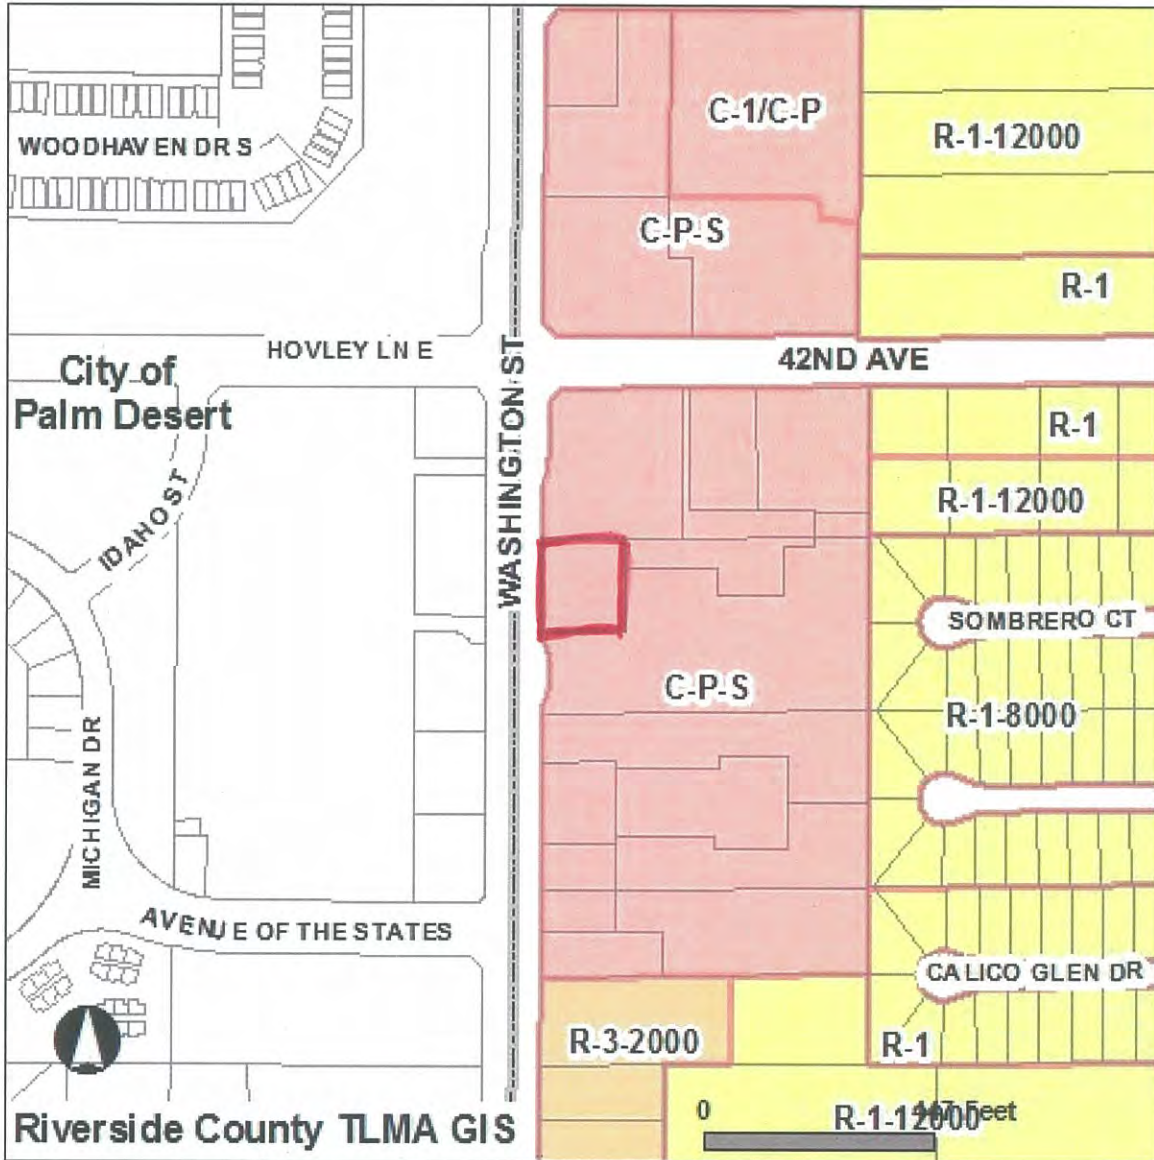 C-1/C-P
R-1-12000
WOODHAVEN DR S
C-P-S
R-1
HOVLEY LN E
42ND AVE
City of
Palm Desert
WASHINGTON ST
R-1
R-1-12000
IDAHO ST
SOMBRERO CT
C-P-S
R-1-8000
MICHIGAN DR
AVENUE OF THE STATES
CALICO GLEN DR
R-3-2000
R-1
0
Feet
R-1-12000
Riverside County TLMA GIS